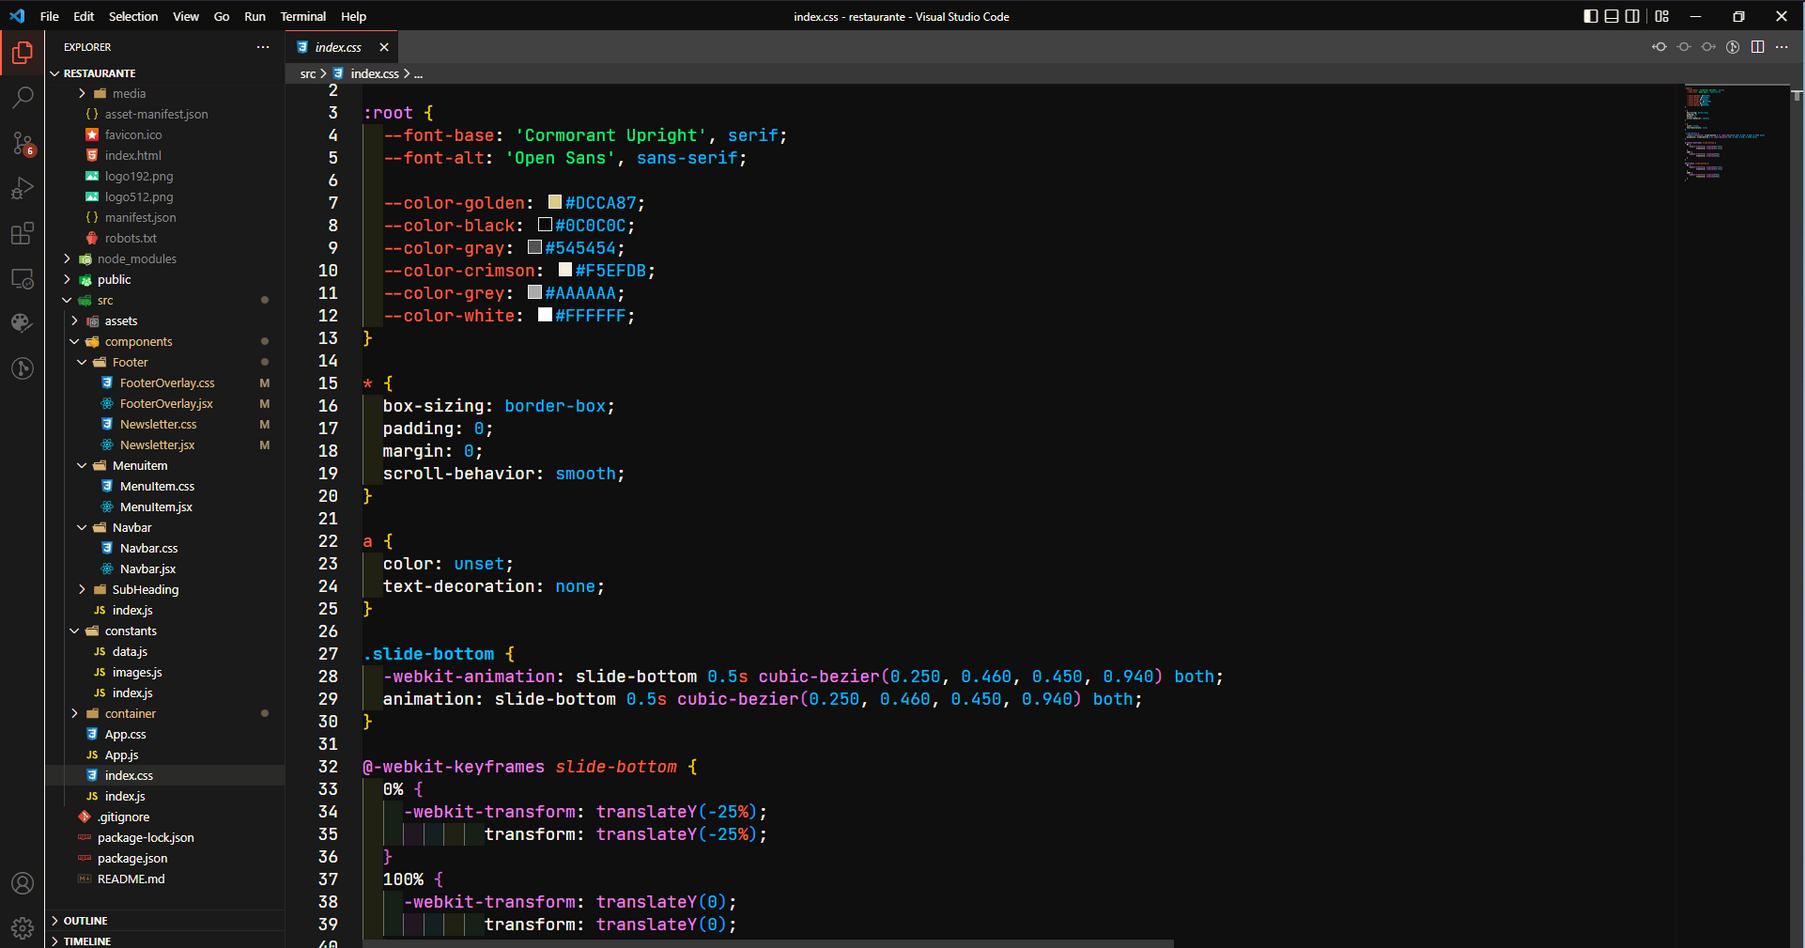 File Edit Selection View Go Run Terminal Help
index.css - restaurante - Visual Studio Code
EXPLORER
RESTAURANTE
media
asset-manifest.json
favicon.ico
index.html
logo192.png
logo512.png
manifest.json
robots.txt
node_modules
public
src
assets
components
Footer
FooterOverlay.css M
FooterOverlay.jsx M
Newsletter.css M
Newsletter.jsx M
Menuitem
MenuItem.css
MenuItem.jsx
Navbar
Navbar.css
Navbar.jsx
SubHeading
JS index.js
constants
JS data.js
JS images.js
JS index.js
container
App.css
JS App.js
index.css
JS index.js
.gitignore
package-lock.json
package.json
README.md
OUTLINE
TIMELINE
6
index.css
src > index.css > ...
2
3 :root {
4 --font-base: 'Cormorant Upright', serif;
5 --font-alt: 'Open Sans', sans-serif;
6
7 --color-golden: #DCCA87;
8 --color-black: #0C0C0C;
9 --color-gray: #545454;
10 --color-crimson: #F5EFDB;
11 --color-grey: #AAAAAA;
12 --color-white: #FFFFFF;
13 }
14
15 * {
16 box-sizing: border-box;
17 padding: 0;
18 margin: 0;
19 scroll-behavior: smooth;
20 }
21
22 a {
23 color: unset;
24 text-decoration: none;
25 }
26
27 .slide-bottom {
28 -webkit-animation: slide-bottom 0.5s cubic-bezier(0.250, 0.460, 0.450, 0.940) both;
29 animation: slide-bottom 0.5s cubic-bezier(0.250, 0.460, 0.450, 0.940) both;
30 }
31
32 @-webkit-keyframes slide-bottom {
33 0% {
34 -webkit-transform: translateY(-25%);
35 transform: translateY(-25%);
36 }
37 100% {
38 -webkit-transform: translateY(0);
39 transform: translateY(0);
40